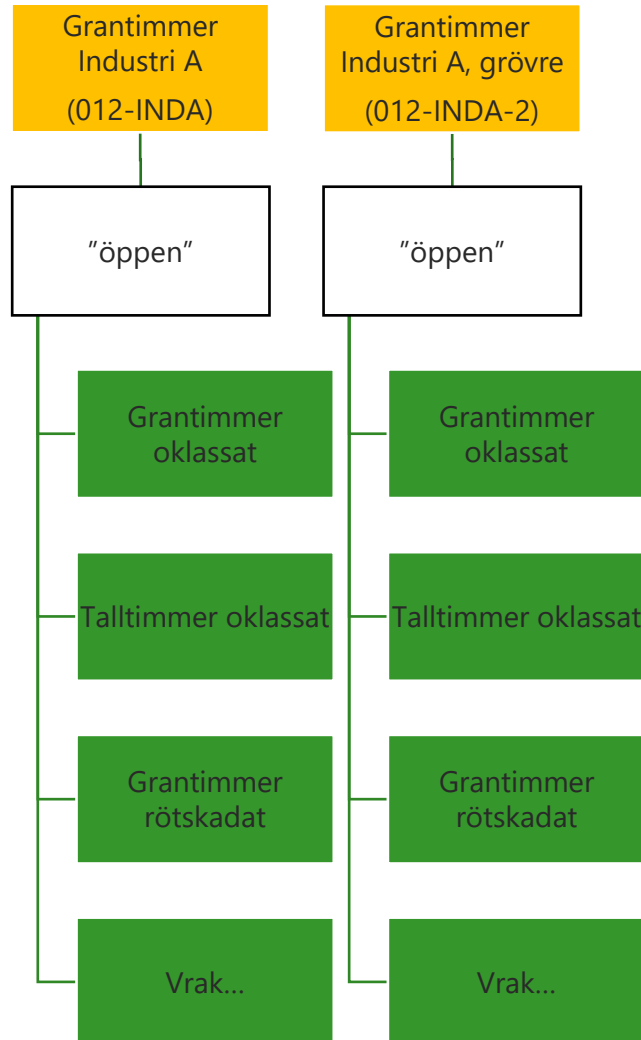 Grantimmer
Industri A
(012-INDA)
”öppen”
Grantimmer
oklassat
Talltimmer oklassat
Grantimmer
rötskadat
Vrak...
Grantimmer
Industri A, grövre
(012-INDA-2)
”öppen”
Grantimmer
oklassat
Talltimmer oklassat
Grantimmer
rötskadat
Vrak...